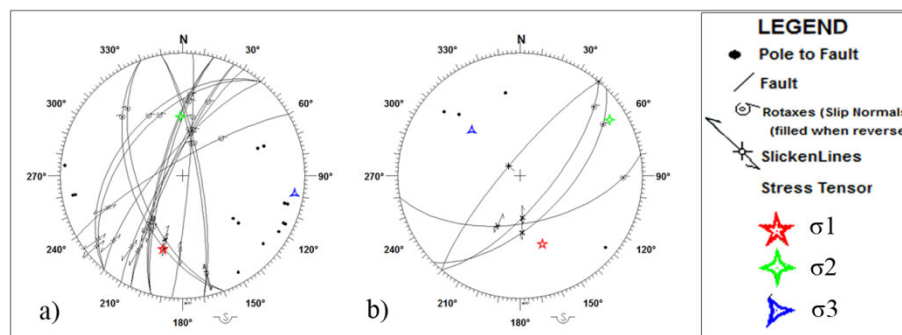 N
330° 30°
300° 60°
270° 90°
240° 120°
210° 150°
180°
S
a)
N
330° 30°
300° 60°
270° 90°
240° 120°
210° 150°
180°
S
b)
LEGEND
Pole to Fault
Fault
Rotaxes (Slip Normals
(filled when reverse
SlickenLines
Stress Tensor
σ1
σ2
σ3